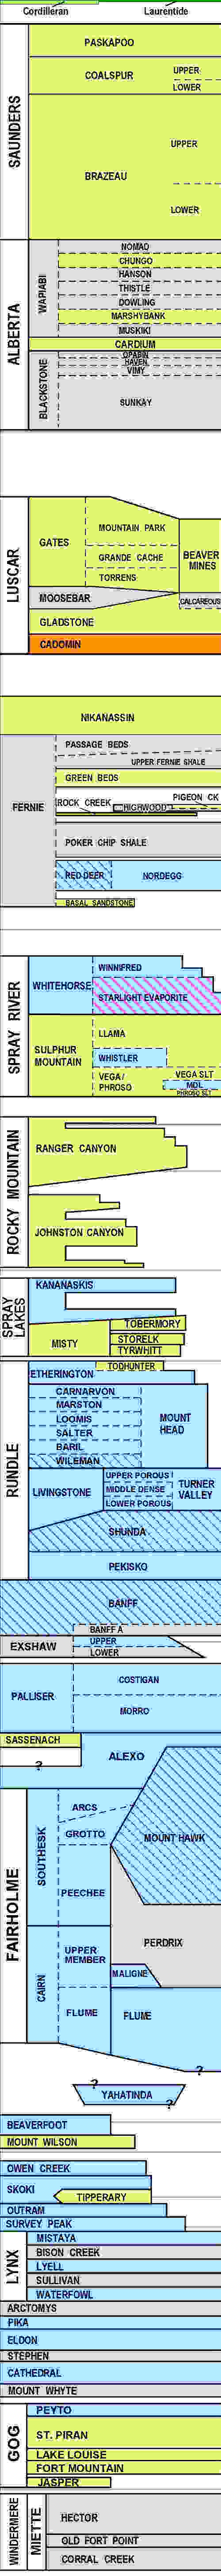 Cordilleran Laurentide
SAUNDERS
PASKAPOO
COALSPUR
UPPER
LOWER
BRAZEAU
UPPER
LOWER
ALBERTA
WAPIABI
NOMAD
CHUNGO
HANSON
THISTLE
DOWLING
MARSHYBANK
MUSKIKI
CARDIUM
BLACKSTONE
OPABIN
HAVEN
VIMY
SUNKAY
LUSCAR
GATES
MOUNTAIN PARK
GRANDE CACHE
TORRENS
BEAVER
MINES
MOOSEBAR
CALCAREOUS
GLADSTONE
CADOMIN
NIKANASSIN
FERNIE
PASSAGE BEDS
UPPER FERNIE SHALE
GREEN BEDS
PIGEON CK
ROCK CREEK
HIGHWOOD
POKER CHIP SHALE
RED DEER
NORDEGG
BASAL SANDSTONE
SPRAY RIVER
WHITEHORSE
WINNIFRED
STARLIGHT EVAPORITE
SULPHUR
MOUNTAIN
LLAMA
WHISTLER
VEGA /
PHROSO
VEGA SLT
MDL
PHROSO SLT
ROCKY MOUNTAIN
RANGER CANYON
JOHNSTON CANYON
SPRAY
LAKES
KANANASKIS
MISTY
TOBERMORY
STORELK
TYRWHITT
RUNDLE
TODHUNTER
ETHERINGTON
CARNARVON
MARSTON
LOOMIS
SALTER
BARIL
WILEMAN
MOUNT
HEAD
LIVINGSTONE
UPPER POROUS
MIDDLE DENSE
LOWER POROUS
TURNER
VALLEY
SHUNDA
PEKISKO
BANFF
BANFF A
EXSHAW
UPPER
LOWER
PALLISER
COSTIGAN
MORRO
SASSENACH
ALEXO
?
FAIRHOLME
SOUTHESK
ARCS
GROTTO
PEECHEE
MOUNT HAWK
PERDRIX
CAIRN
UPPER
MEMBER
MALIGNE
FLUME
FLUME
?
?
YAHATINDA
?
BEAVERFOOT
MOUNT WILSON
OWEN CREEK
SKOKI
TIPPERARY
OUTRAM
SURVEY PEAK
LYNX
MISTAYA
BISON CREEK
LYELL
SULLIVAN
WATERFOWL
ARCTOMYS
PIKA
ELDON
STEPHEN
CATHEDRAL
MOUNT WHYTE
GOG
PEYTO
ST. PIRAN
LAKE LOUISE
FORT MOUNTAIN
JASPER
WINDERMERE
MIETTE
HECTOR
OLD FORT POINT
CORRAL CREEK